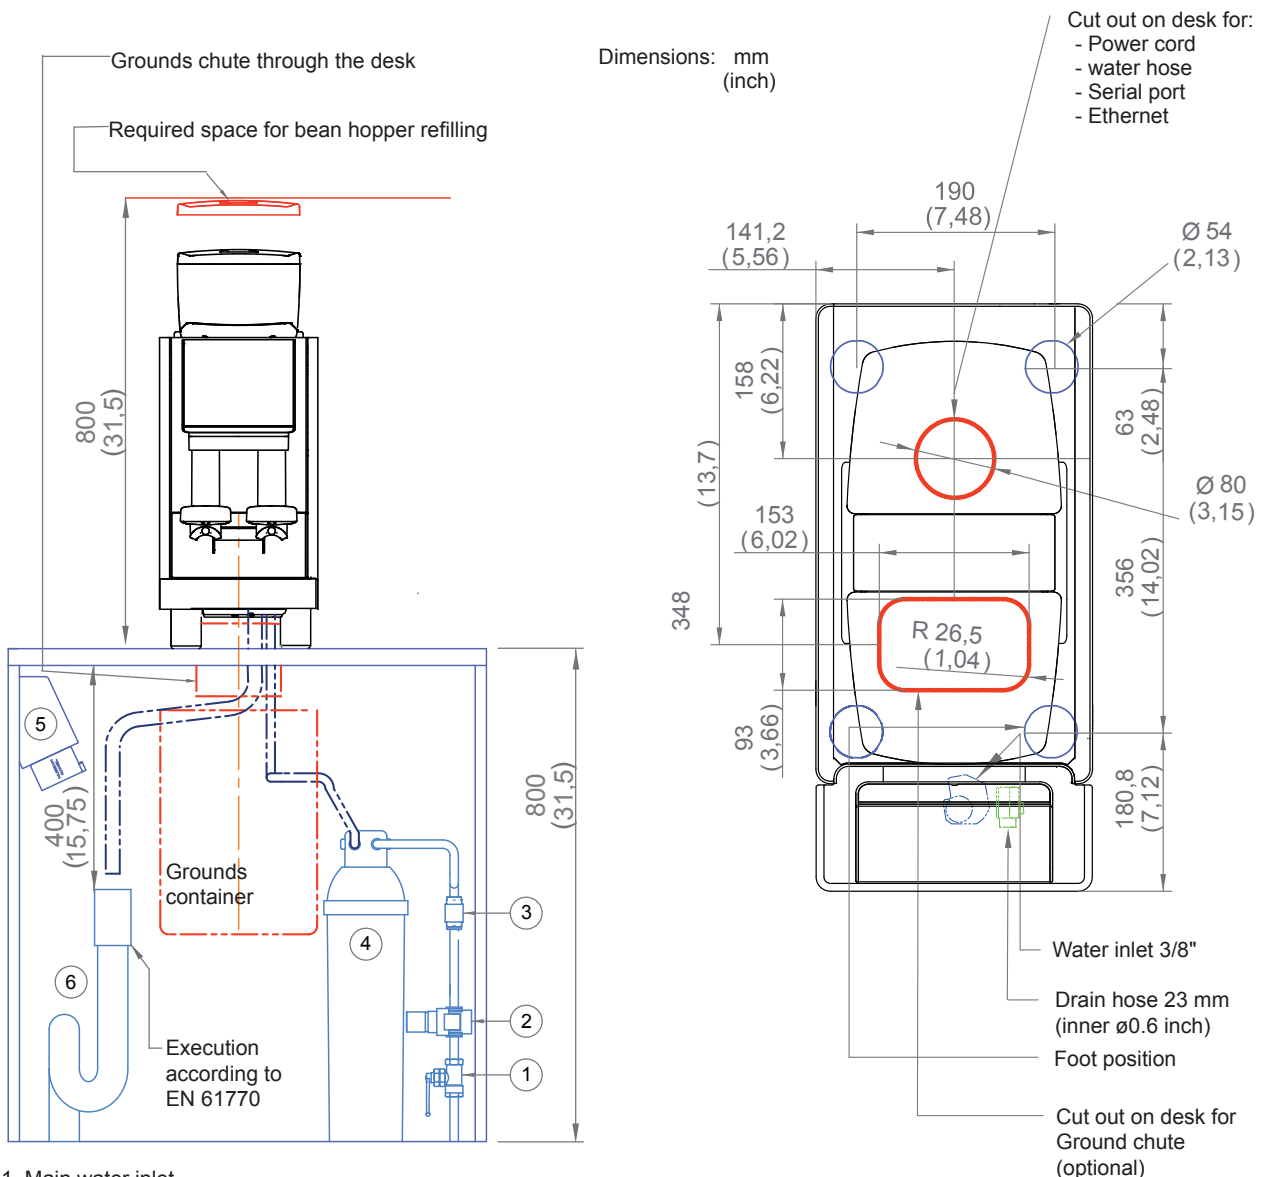 Grounds chute through the desk
Required space for bean hopper refilling
Dimensions: mm
(inch)
Cut out on desk for:
- Power cord
- water hose
- Serial port
- Ethernet
190
(7,48)
141,2
(5,56)
Ø 54
(2,13)
158
(6,22)
(13,7)
348
63
(2,48)
Ø 80
(3,15)
153
(6,02)
356
(14,02)
R 26,5
(1,04)
93
(3,66)
180,8
(7,12)
800
(31,5)
5
400
(15,75)
Grounds
container
800
(31,5)
3
4
6
2
1
Execution
according to
EN 61770
Water inlet 3/8"
Drain hose 23 mm
(inner ø0.6 inch)
Foot position
Cut out on desk for
Ground chute
(optional)
1. Main water inlet